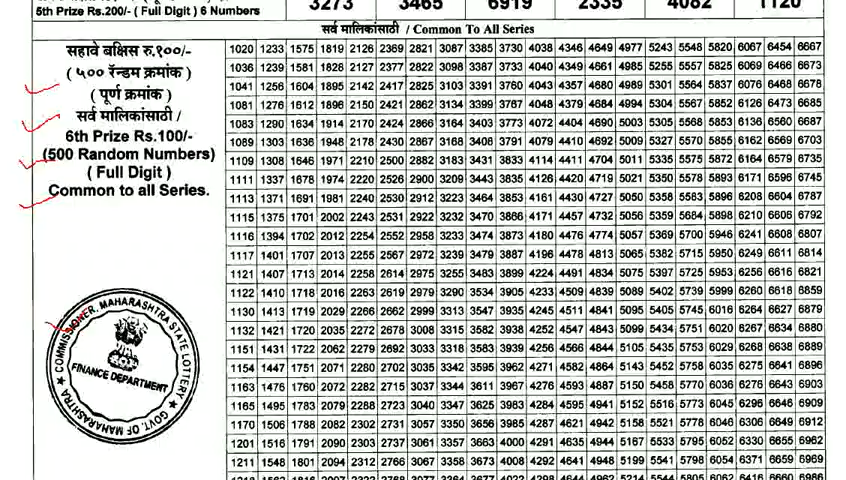 5th Prize Rs.200/- ( Full Digit ) 6 Numbers
3273 3465 6919 2335 4082 1120
सर्व मालिकांसाठी / Common To All Series
सहावे बक्षिस रु.१००/-
( ५०० रॅन्डम क्रमांक )
(पूर्ण क्रमांक )
सर्व मालिकांसाठी /
6th Prize Rs.100/-
(500 Random Numbers)
( Full Digit )
Common to all Series.
1020 1233 1575 1819 2126 2369 2821 3087 3385 3730 4038 4346 4649 4977 5243 5548 5820 6067 6454 6667
1036 1239 1581 1828 2127 2377 2822 3098 3387 3733 4040 4349 4661 4985 5255 5557 5825 6069 6466 6673
1041 1256 1604 1895 2142 2417 2825 3103 3391 3760 4043 4357 4680 4989 5301 5564 5837 6076 6468 6678
1081 1276 1612 1896 2150 2421 2862 3134 3399 3767 4048 4379 4684 4994 5304 5567 5852 6126 6473 6685
1083 1290 1634 1914 2170 2424 2866 3164 3403 3773 4072 4404 4690 5003 5305 5568 5853 6136 6560 6687
1089 1303 1636 1948 2178 2430 2867 3168 3408 3791 4079 4410 4692 5009 5327 5570 5855 6162 6569 6703
1109 1308 1646 1971 2210 2500 2882 3183 3431 3833 4114 4411 4704 5011 5335 5575 5872 6164 6579 6735
1111 1337 1678 1974 2220 2526 2900 3209 3443 3835 4126 4420 4719 5021 5350 5578 5893 6171 6596 6745
1113 1371 1691 1981 2240 2530 2912 3223 3464 3853 4161 4430 4727 5050 5358 5583 5896 6208 6604 6787
1115 1375 1701 2002 2243 2531 2922 3232 3470 3866 4171 4457 4732 5056 5359 5684 5898 6210 6606 6792
1116 1394 1702 2012 2254 2552 2958 3233 3474 3873 4180 4476 4774 5057 5369 5700 5946 6241 6608 6807
1117 1401 1707 2013 2255 2567 2972 3239 3479 3887 4196 4478 4813 5065 5382 5715 5950 6249 6611 6814
1121 1407 1713 2014 2258 2614 2975 3255 3483 3899 4224 4491 4834 5075 5397 5725 5953 6256 6616 6821
1122 1410 1718 2016 2263 2619 2979 3290 3534 3905 4233 4509 4839 5089 5402 5739 5999 6260 6618 6859
1130 1413 1719 2029 2266 2662 2999 3313 3547 3935 4245 4511 4841 5095 5405 5745 6016 6264 6627 6879
1132 1421 1720 2035 2272 2678 3008 3315 3582 3938 4252 4547 4843 5099 5434 5751 6020 6267 6634 6880
1151 1431 1722 2062 2279 2692 3033 3318 3583 3939 4256 4566 4844 5105 5435 5753 6029 6268 6638 6889
1154 1447 1751 2071 2280 2702 3035 3342 3595 3962 4271 4582 4864 5143 5452 5758 6035 6275 6641 6896
1163 1476 1760 2072 2282 2715 3037 3344 3611 3967 4276 4593 4887 5150 5458 5770 6036 6276 6643 6903
1165 1495 1783 2079 2288 2723 3040 3347 3625 3983 4284 4595 4941 5152 5516 5773 6045 6296 6646 6909
1170 1506 1788 2082 2302 2731 3057 3350 3656 3985 4287 4621 4942 5158 5521 5778 6046 6306 6649 6912
1201 1516 1791 2090 2303 2737 3061 3357 3663 4000 4291 4635 4944 5167 5533 5795 6052 6330 6655 6962
1211 1548 1801 2094 2312 2766 3067 3358 3673 4008 4292 4641 4948 5199 5541 5798 6054 6371 6659 6969
COMMISSIONER, MAHARASHTRA STATE LOTTERY
FINANCE DEPARTMENT
GOVT. OF MAHARASHTRA